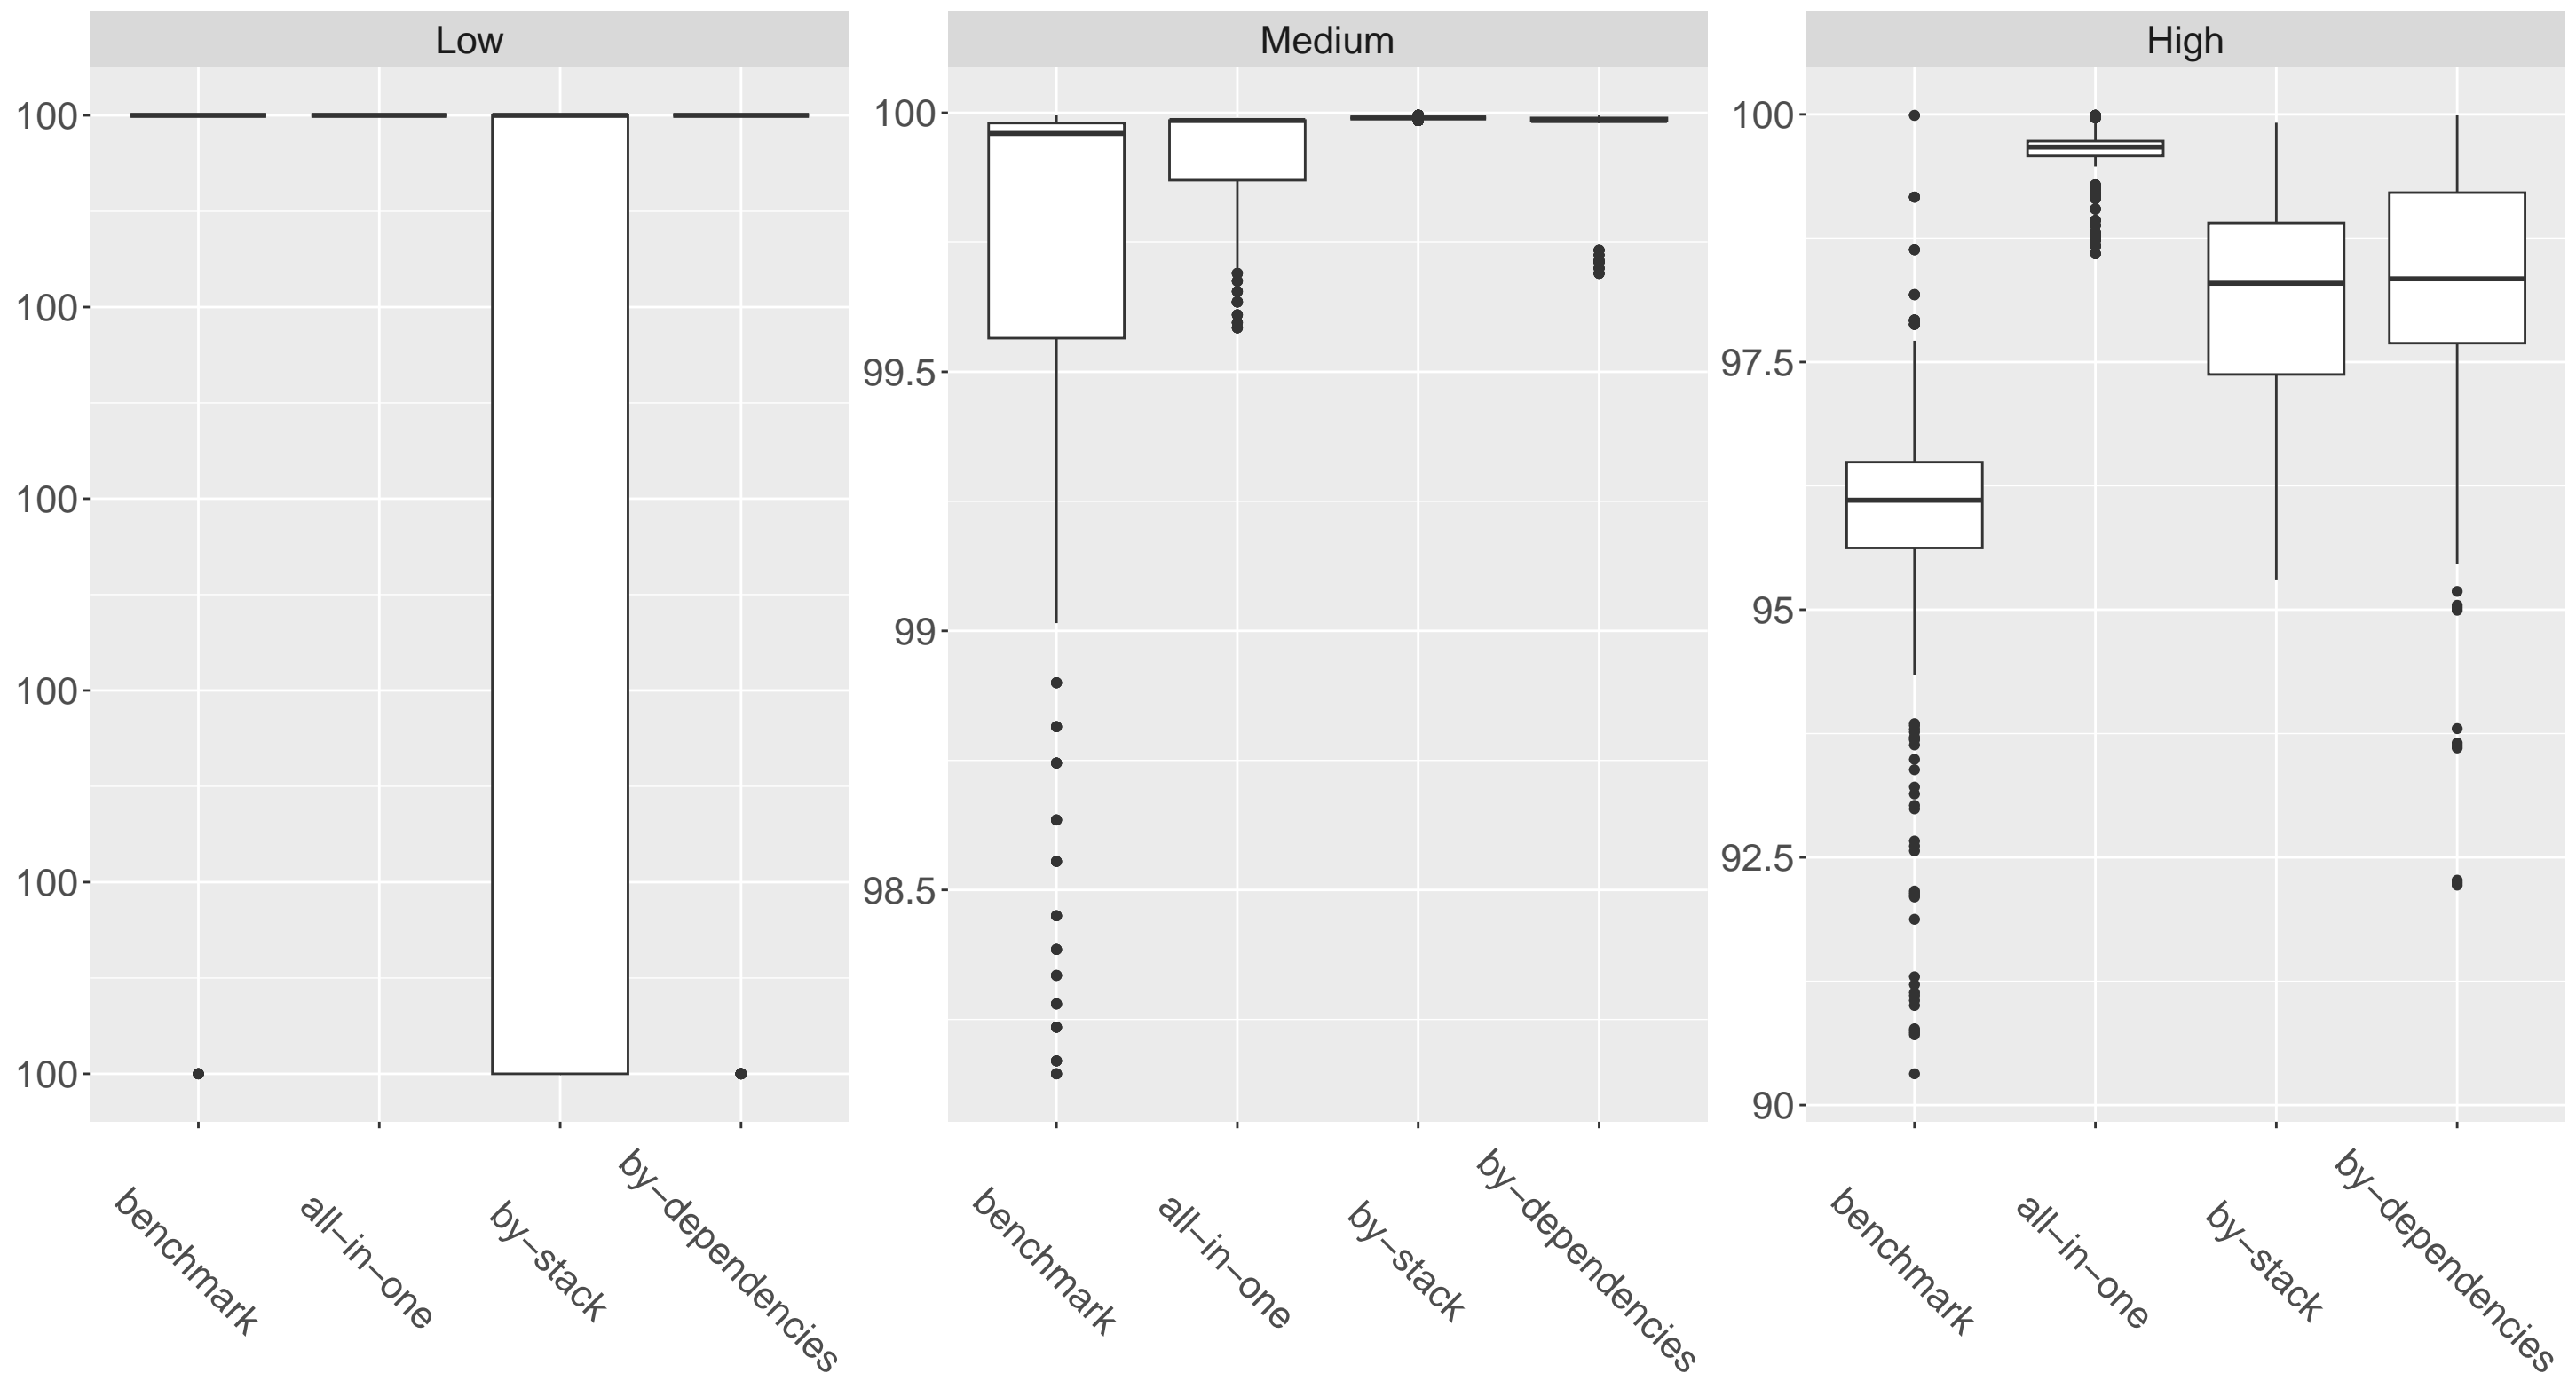 Low
Medium
High
100
100
100
100
100
100
benchmark
all-in-one
by-stack
by-dependencies
100
99.5
99
98.5
benchmark
all-in-one
by-stack
by-dependencies
100
97.5
95
92.5
90
benchmark
all-in-one
by-stack
by-dependencies